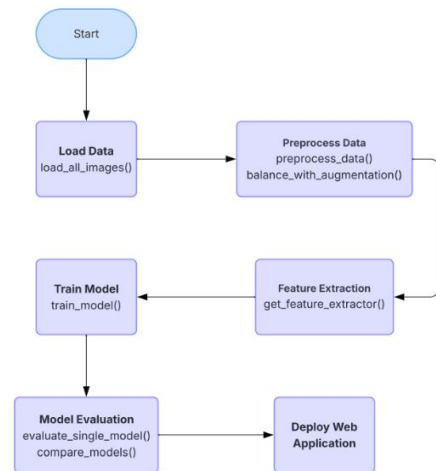 Start
Load Data
load_all_images()
Preprocess Data
preprocess_data()
balance_with_augmentation()
Train Model
train_model()
Feature Extraction
get_feature_extractor()
Model Evaluation
evaluate_single_model()
compare_models()
Deploy Web
Application